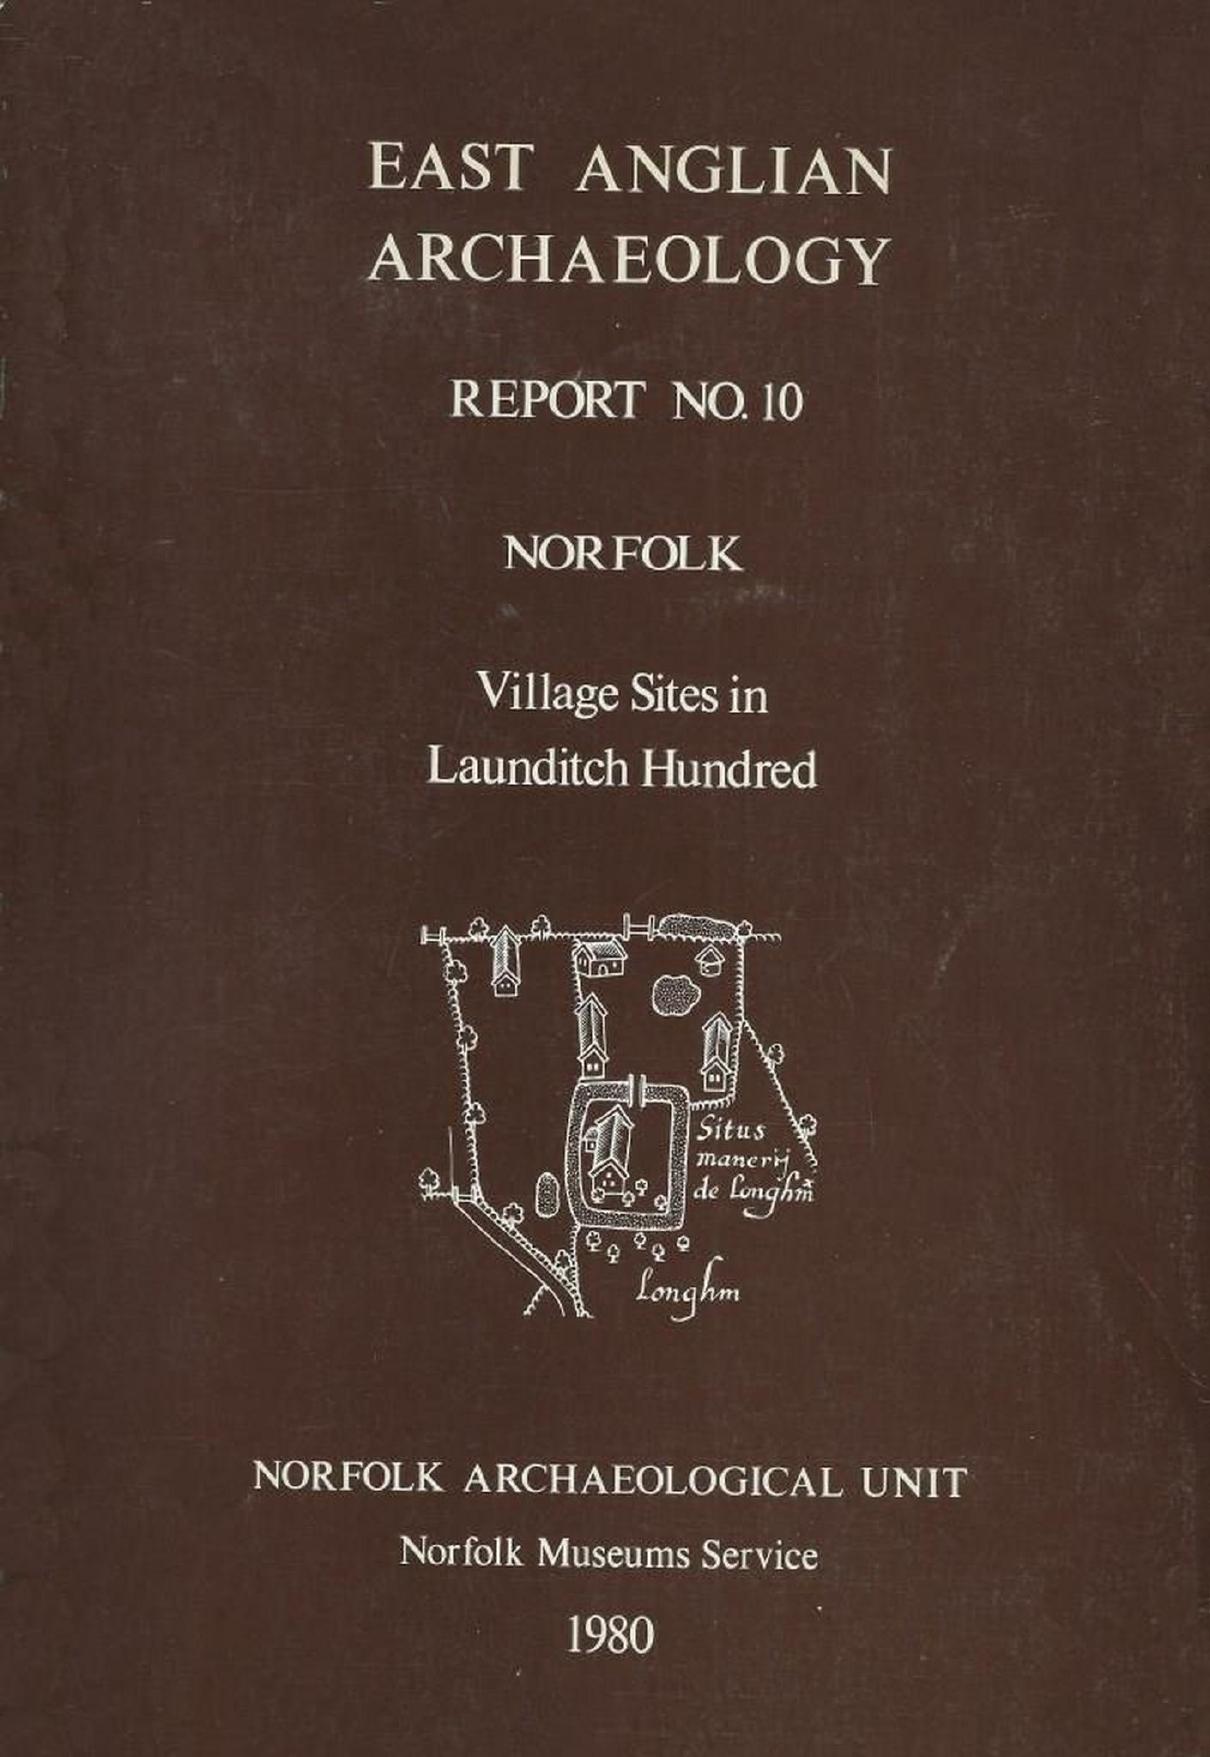 EAST ANGLIAN
ARCHAEOLOGY
REPORT NO. 10
NORFOLK
Village Sites in
Launditch Hundred
Situs
manerij
de Longhm̃
Longhm
NORFOLK ARCHAEOLOGICAL UNIT
Norfolk Museums Service
1980